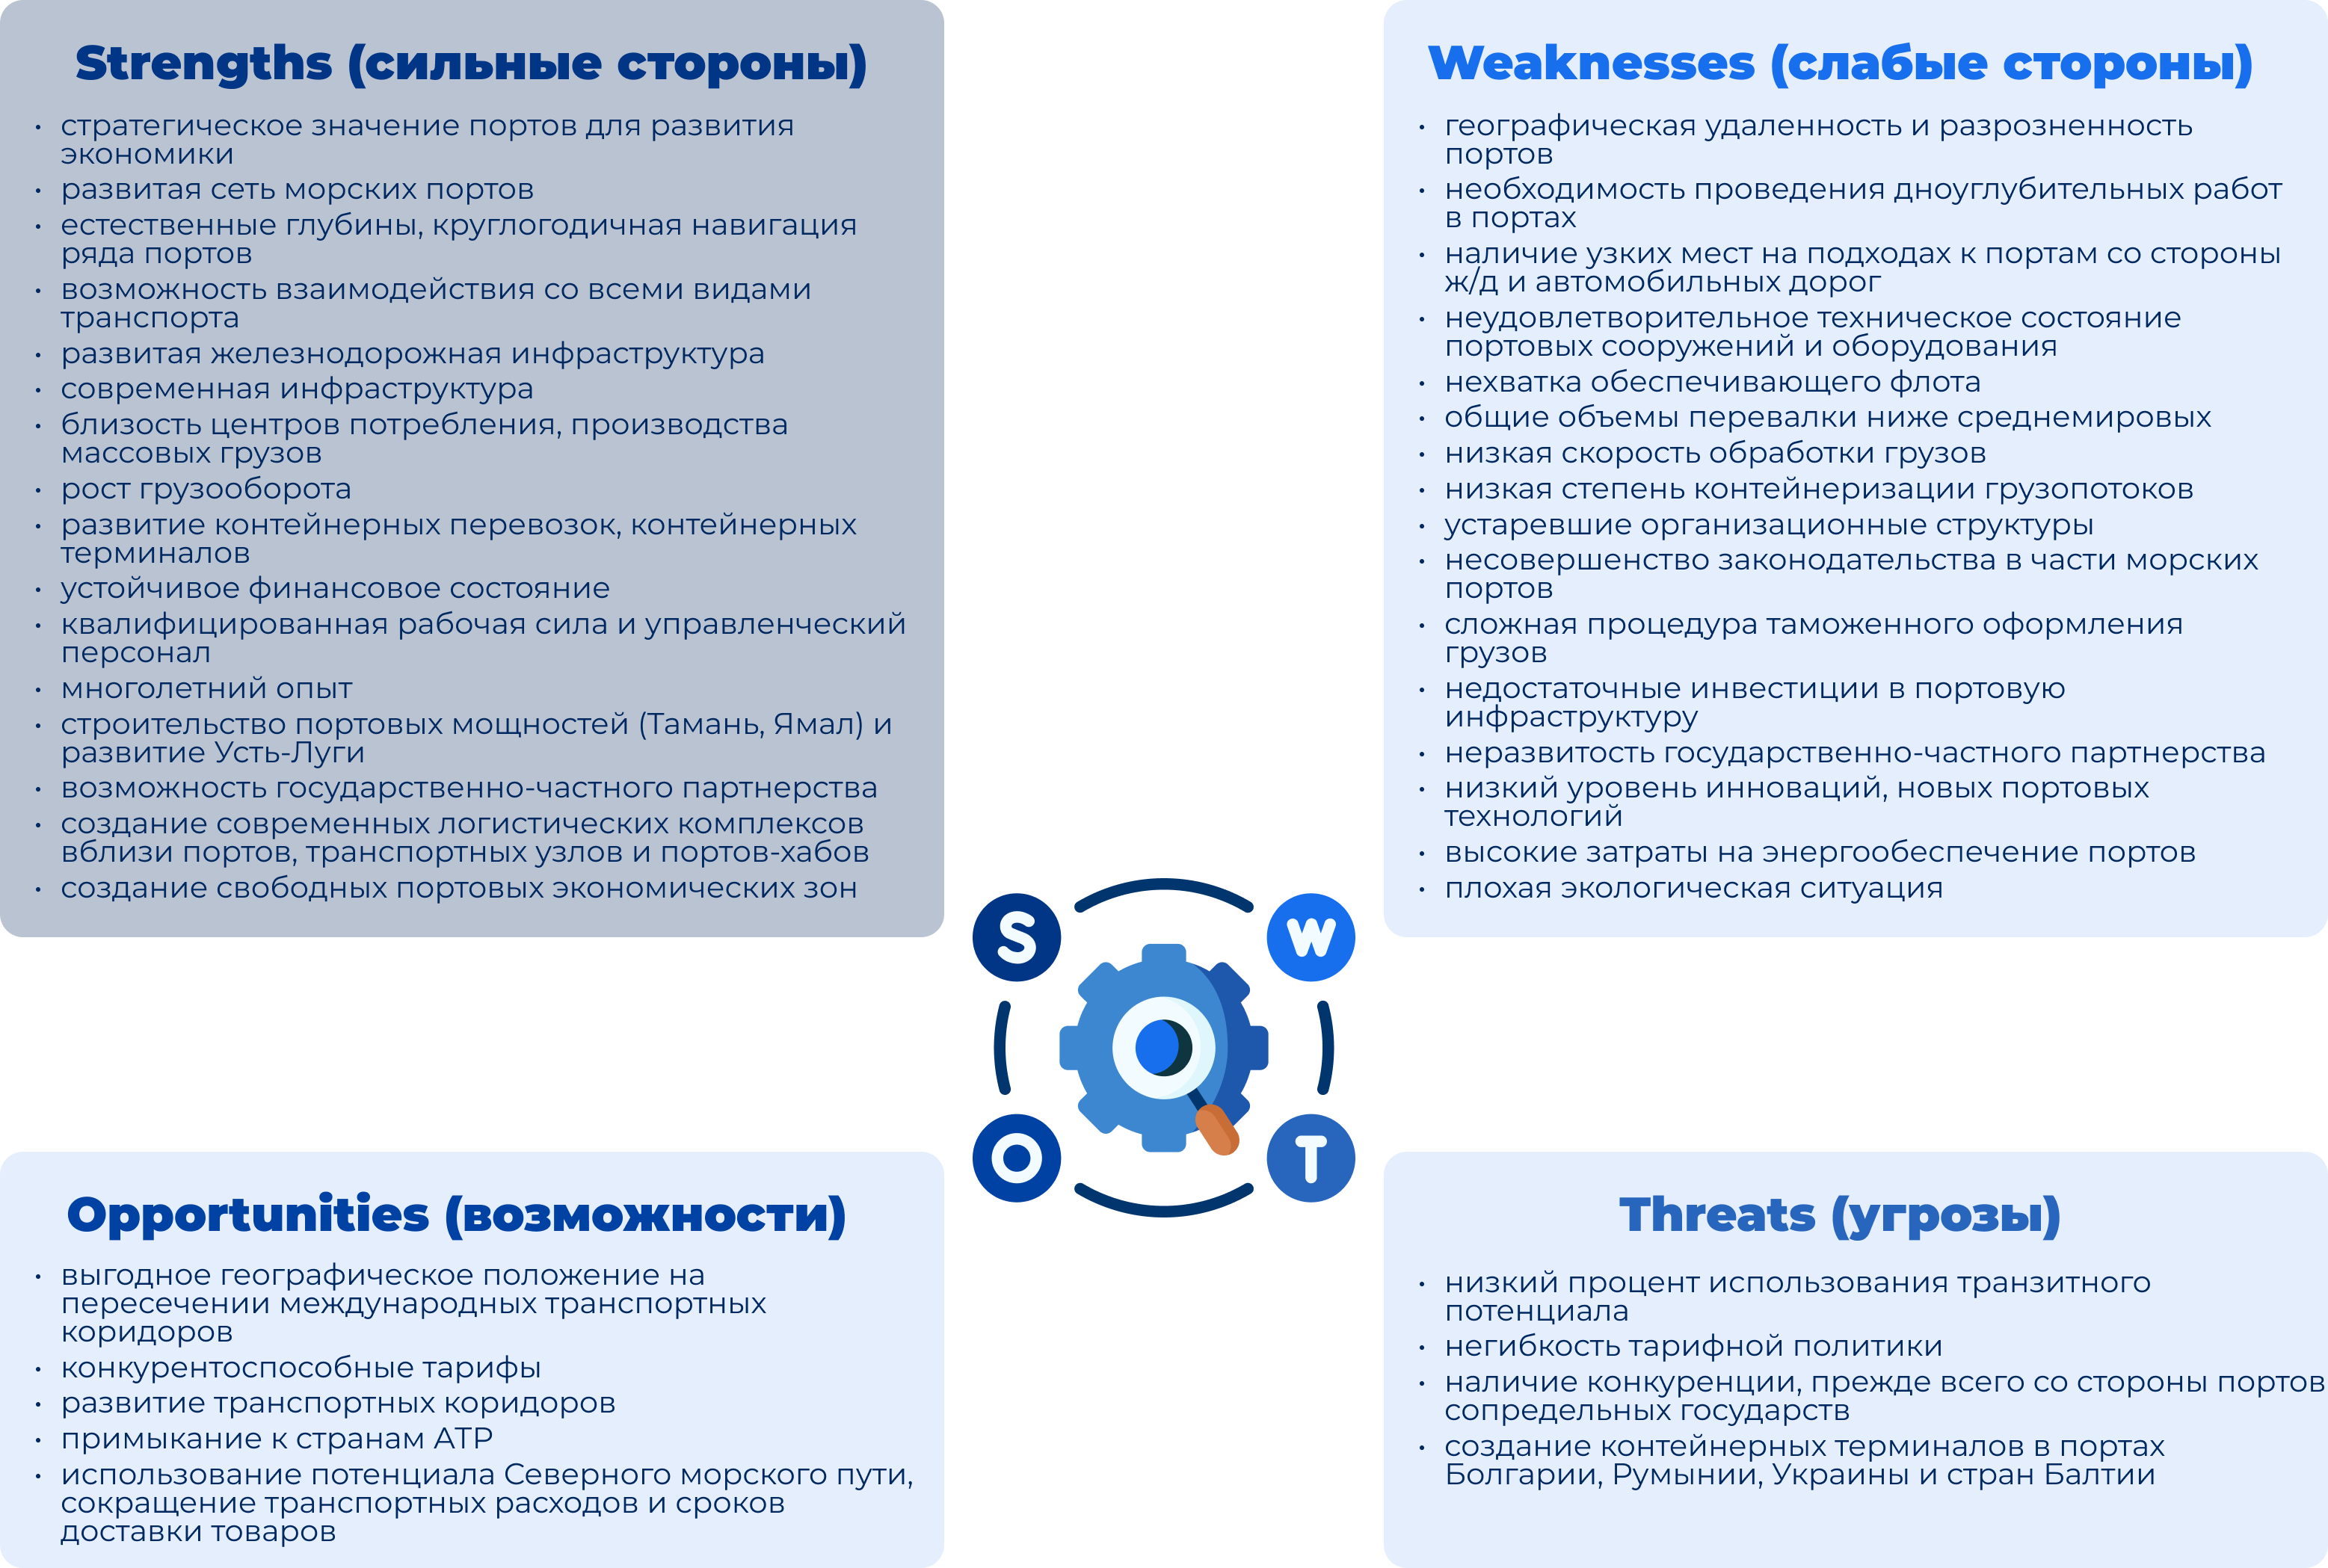 Strengths (сильные стороны)
• стратегическое значение портов для развития
экономики
• развитая сеть морских портов
• естественные глубины, круглогодичная навигация
ряда портов
• возможность взаимодействия со всеми видами
транспорта
• развитая железнодорожная инфраструктура
• современная инфраструктура
• близость центров потребления, производства
массовых грузов
• рост грузооборота
• развитие контейнерных перевозок, контейнерных
терминалов
• устойчивое финансовое состояние
• квалифицированная рабочая сила и управленческий
персонал
• многолетний опыт
• строительство портовых мощностей (Тамань, Ямал) и
развитие Усть-Луги
• возможность государственно-частного партнерства
• создание современных логистических комплексов
вблизи портов, транспортных узлов и портов-хабов
• создание свободных портовых экономических зон
Weaknesses (слабые стороны)
• географическая удаленность и разрозненность
портов
• необходимость проведения дноуглубительных работ
в портах
• наличие узких мест на подходах к портам со стороны
ж/д и автомобильных дорог
• неудовлетворительное техническое состояние
портовых сооружений и оборудования
• нехватка обеспечивающего флота
• общие объемы перевалки ниже среднемировых
• низкая скорость обработки грузов
• низкая степень контейнеризации грузопотоков
• устаревшие организационные структуры
• несовершенство законодательства в части морских
портов
• сложная процедура таможенного оформления
грузов
• недостаточные инвестиции в портовую
инфраструктуру
• неразвитость государственно-частного партнерства
• низкий уровень инноваций, новых портовых
технологий
• высокие затраты на энергообеспечение портов
• плохая экологическая ситуация
S
W
O
T
Opportunities (возможности)
• выгодное географическое положение на
пересечении международных транспортных
коридоров
• конкурентоспособные тарифы
• развитие транспортных коридоров
• примыкание к странам АТР
• использование потенциала Северного морского пути,
сокращение транспортных расходов и сроков
доставки товаров
Threats (угрозы)
• низкий процент использования транзитного
потенциала
• негибкость тарифной политики
• наличие конкуренции, прежде всего со стороны портов
сопредельных государств
• создание контейнерных терминалов в портах
Болгарии, Румынии, Украины и стран Балтии